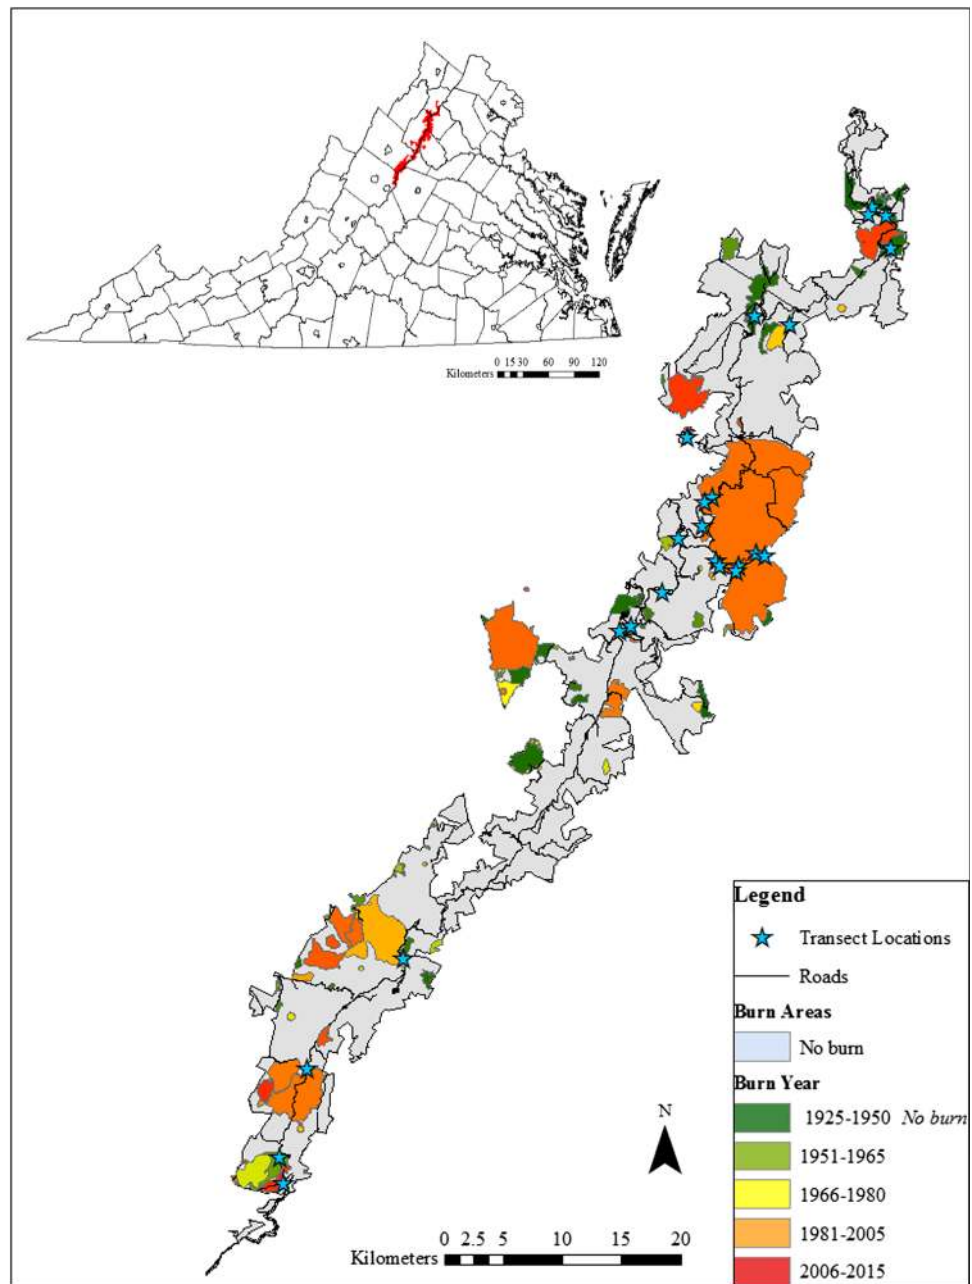 0 15 30 60 90 120
Kilometers
N
0 2.5 5 10 15 20
Kilometers
Legend
Transect Locations
Roads
Burn Areas
No burn
Burn Year
1925-1950 No burn
1951-1965
1966-1980
1981-2005
2006-2015